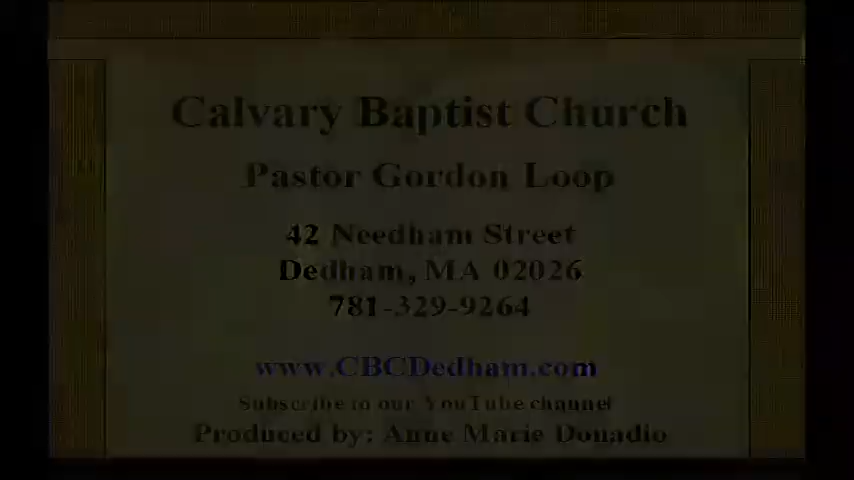 Calvary Baptist Church
Pastor Gordon Loop
42 Needham Street
Dedham, MA 02026
781-329-9264
www.CBCDedham.com
Subscribe to our YouTube channel
Produced by: Anne Marie Donadio